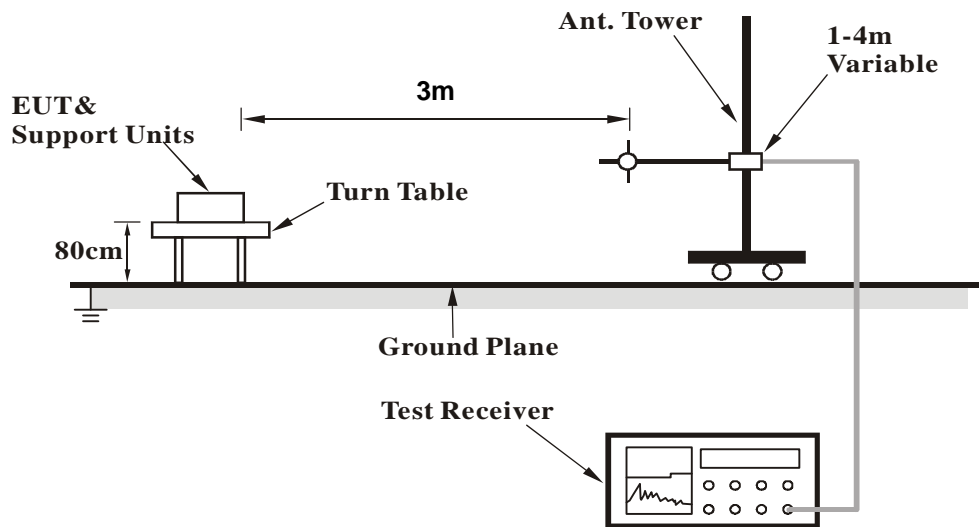 Ant. Tower
1-4m
Variable
3m
EUT&
Support Units
Turn Table
80cm
Ground Plane
Test Receiver